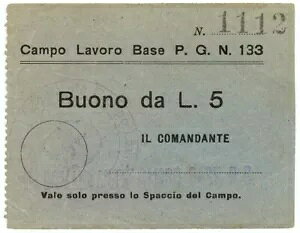 N. 1112
Campo Lavoro Base P. G. N. 133
Buono da L. 5
IL COMANDANTE
Vale solo presso lo Spaccio del Campo.